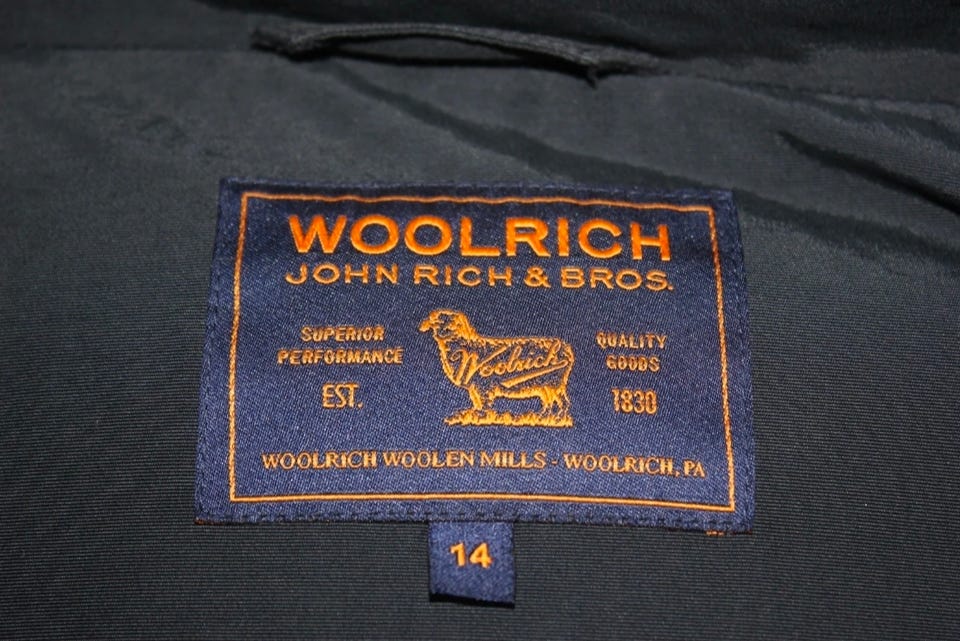 WOOLRICH
JOHN RICH & BROS.
SUPERIOR
PERFORMANCE
EST.
Woolrich
QUALITY
GOODS
1830
WOOLRICH WOOLEN MILLS - WOOLRICH, PA
14